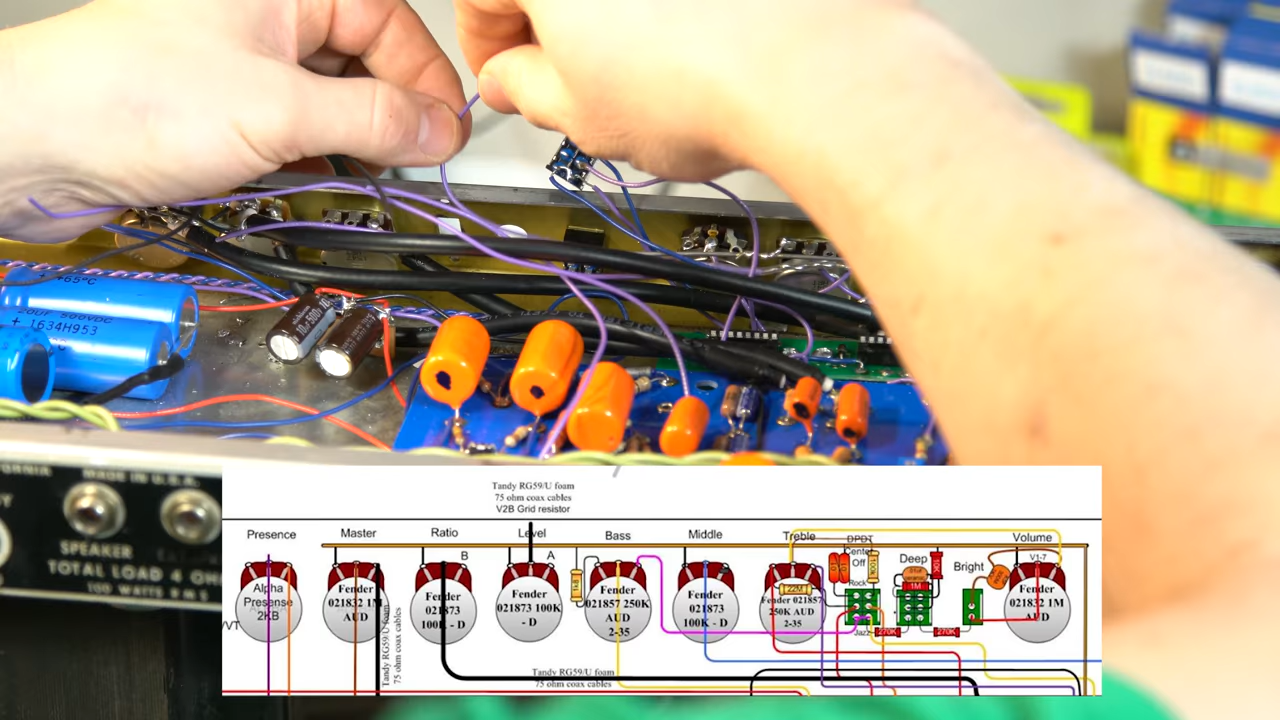 +65°C
20UF 500VDC
+ 1634H953
MADE IN U.S.A.
SPEAKER
TOTAL LOAD 4 OH
100 WATTS R M S
Tandy RG59/U foam
75 ohm coax cables
V2B Grid resistor
Presence
Master
Ratio
Level
Bass
Middle
Treble
DPDT
Center
Off
Deep
Bright
Volume
B
A
V1-7
Rock
Jazz
Alpha
Presense
2KB
Fender
021832 1M
AUD
Fender
021873
100K - D
Fender
021873 100K
- D
Fender
021857 250K
AUD
2-35
Fender
021873
100K - D
22M
Fender 021857
250K AUD
2-35
1M
270K
270K
Fender
021832 1M
AUD
/VT
Tandy RG59/U foam
75 ohm coax cables
Tandy RG59/U foam
75 ohm coax cables